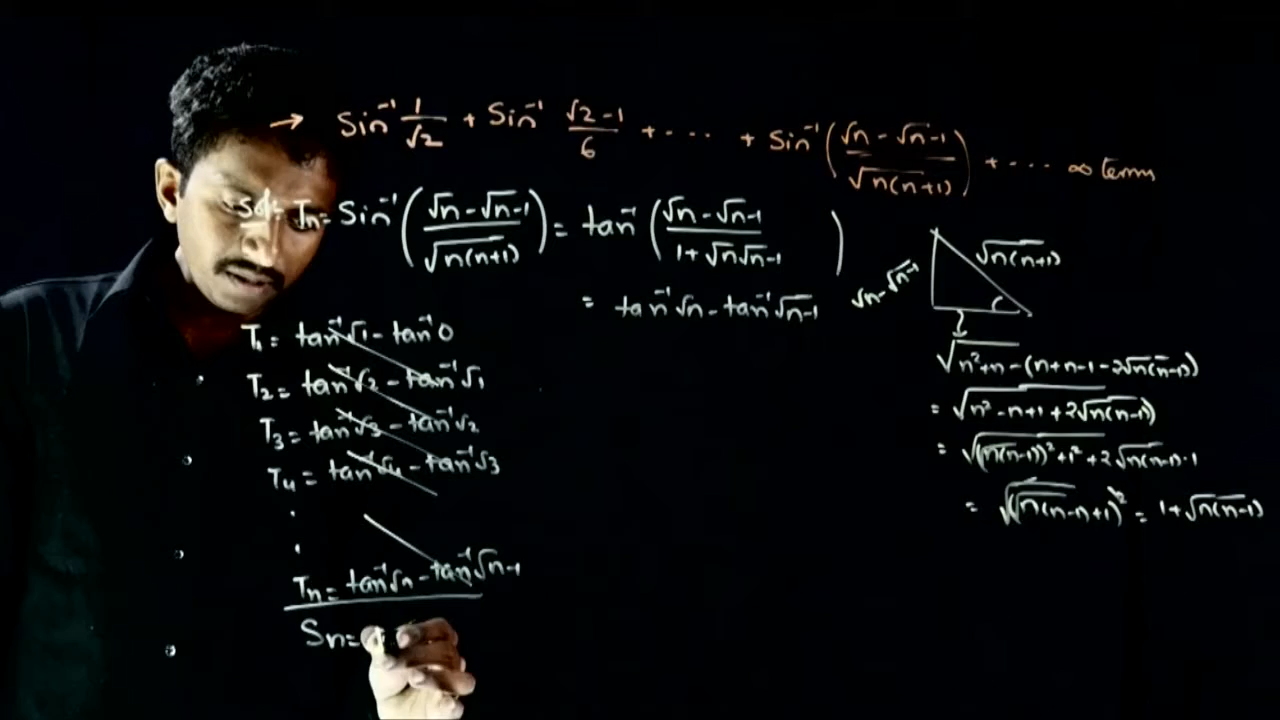 → Sin⁻¹ 1/√2 + Sin⁻¹ (√2-1)/6 + ···· + Sin⁻¹ ((√n - √n-1)/√n(n+1)) + ···· ∞ terms
Sol:- Tn = Sin⁻¹ ((√n - √n-1)/√n(n+1)) = tan⁻¹ ((√n - √n-1)/(1+√n√n-1))
= tan⁻¹√n - tan⁻¹√n-1
T₁ = tan⁻¹√1 - tan⁻¹0
T₂ = tan⁻¹√2 - tan⁻¹√1
T₃ = tan⁻¹√3 - tan⁻¹√2
T₄ = tan⁻¹√4 - tan⁻¹√3
Tn = tan⁻¹√n - tan⁻¹√n-1
Sn =
√n - √n-1
√n(n+1)
√n²+n - (n+n-1-2√n(n-1))
= √n²-n+1+2√n(n-1)
= √(√n(n-1))²+1²+2√n(n-1)·1
= 1+√n(n-1)